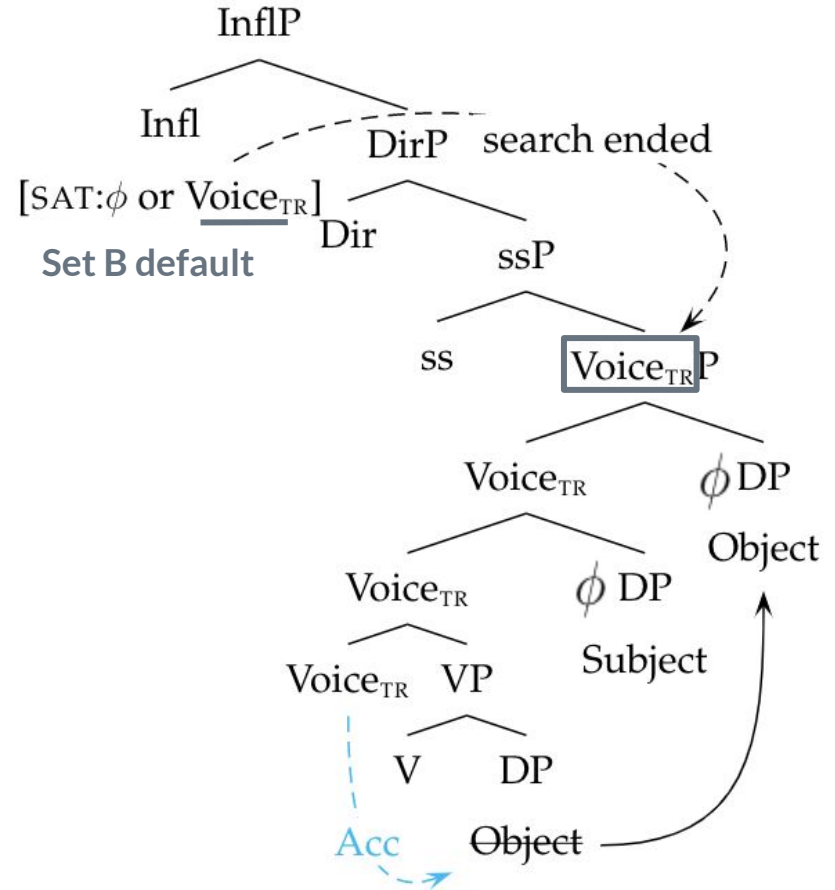 InflP
Infl
DirP
search ended
[SAT:ϕ or VoiceTR]
Dir
Set B default
ssP
ss
VoiceTRP
VoiceTR
ϕ DP
Object
VoiceTR
ϕ DP
Subject
VoiceTR
VP
V
DP
Acc
Object